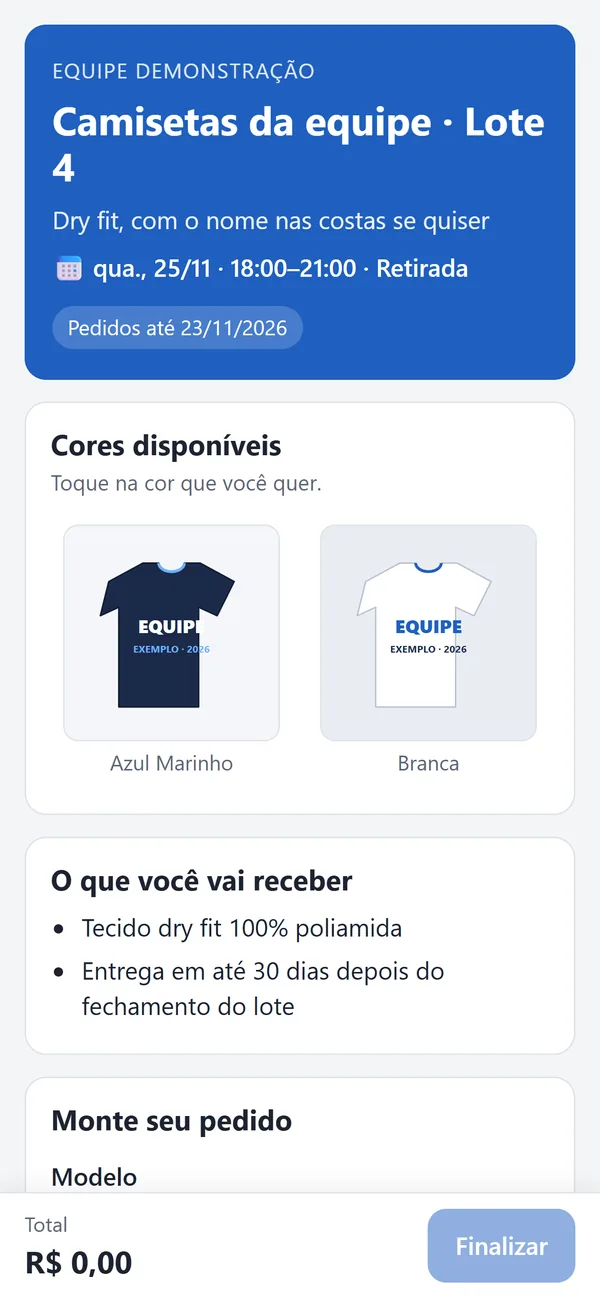 EQUIPE DEMONSTRAÇÃO
Camisetas da equipe · Lote
4
Dry fit, com o nome nas costas se quiser
qua., 25/11 · 18:00–21:00 · Retirada
Pedidos até 23/11/2026
Cores disponíveis
Toque na cor que você quer.
EQUIPE
EXEMPLO · 2026
Azul Marinho
EQUIPE
EXEMPLO · 2026
Branca
O que você vai receber
• Tecido dry fit 100% poliamida
• Entrega em até 30 dias depois do
fechamento do lote
Monte seu pedido
Modelo
Total
R$ 0,00
Finalizar